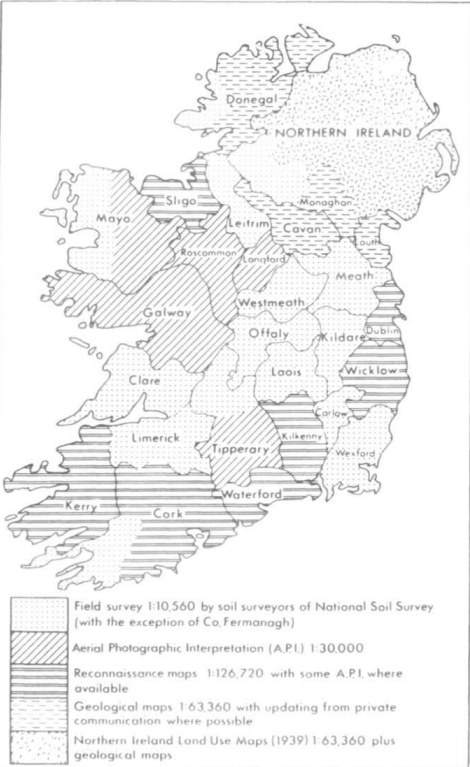 Donegal
NORTHERN IRELAND
Monaghan
Sligo
Mayo
Leitrim
Cavan
Louth
Roscommon
Longford
Meath
Westmeath
Galway
Offaly
Kildare
Dublin
Laois
Wicklow
Clare
Carlow
Limerick
Tipperary
Kilkenny
Wexford
Waterford
Kerry
Cork
Field survey 1:10,560 by soil surveyors of National Soil Survey
(with the exception of Co. Fermanagh)
Aerial Photographic Interpretation (A.P.I.) 1:30,000
Reconnaissance maps 1:126,720 with some A.P.I. where
available
Geological maps 1:63,360 with updating from private
communication where possible
Northern Ireland Land Use Maps (1939) 1:63,360 plus
geological maps